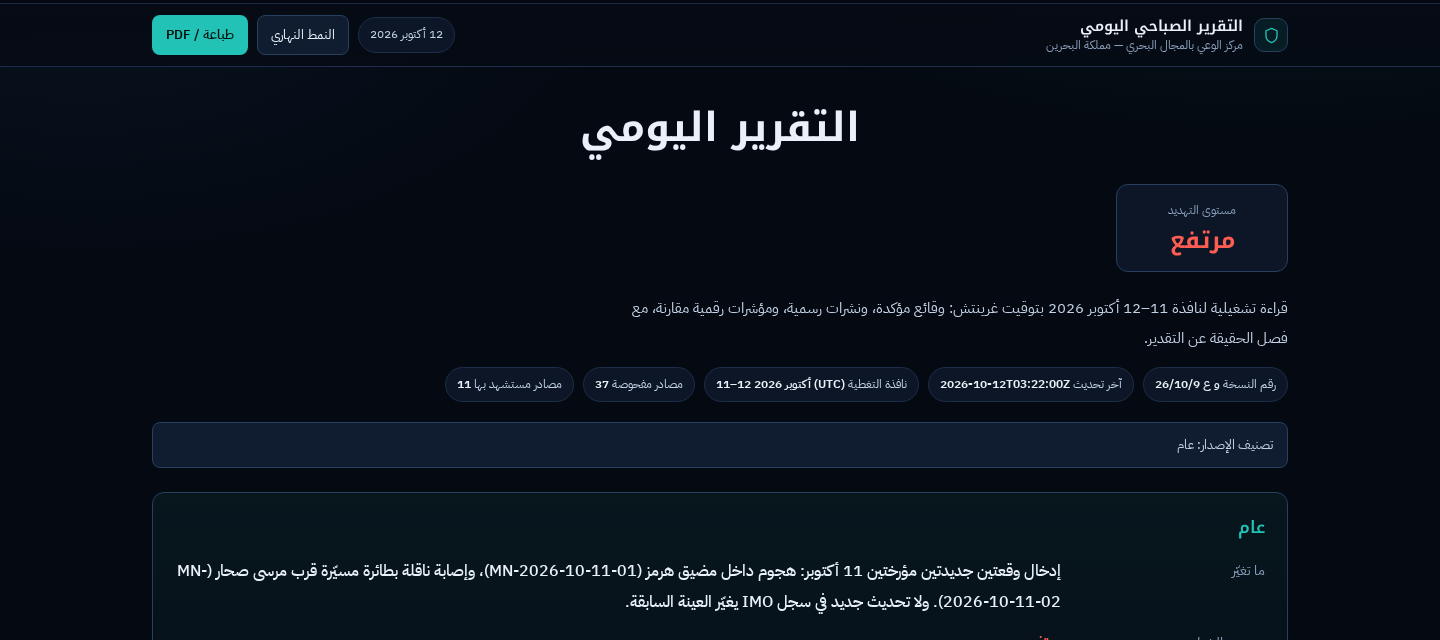 التقرير الصباحي اليومي
مركز الوعي بالمجال البحري — مملكة البحرين
12 أكتوبر 2026
النمط النهاري
طباعة / PDF
التقرير اليومي
مستوى التهديد
مرتفع
قراءة تشغيلية لنافذة 11–12 أكتوبر 2026 بتوقيت غرينتش: وقائع مؤكدة، ونشرات رسمية، ومؤشرات رقمية مقارنة، مع
فصل الحقيقة عن التقدير.
رقم النسخة و ع 26/10/9
آخر تحديث 2026-10-12T03:22:00Z
نافذة التغطية 11–12 أكتوبر 2026 (UTC)
مصادر مفحوصة 37
مصادر مستشهد بها 11
تصنيف الإصدار: عام
عام
ما تغيّر
إدخال وقعتين جديدتين مؤرختين 11 أكتوبر: هجوم داخل مضيق هرمز (MN-2026-10-11-01)، وإصابة ناقلة بطائرة مسيّرة قرب مرسى صحار (MN-
2026-10-11-02). ولا تحديث جديد في سجل IMO يغيّر العينة السابقة.